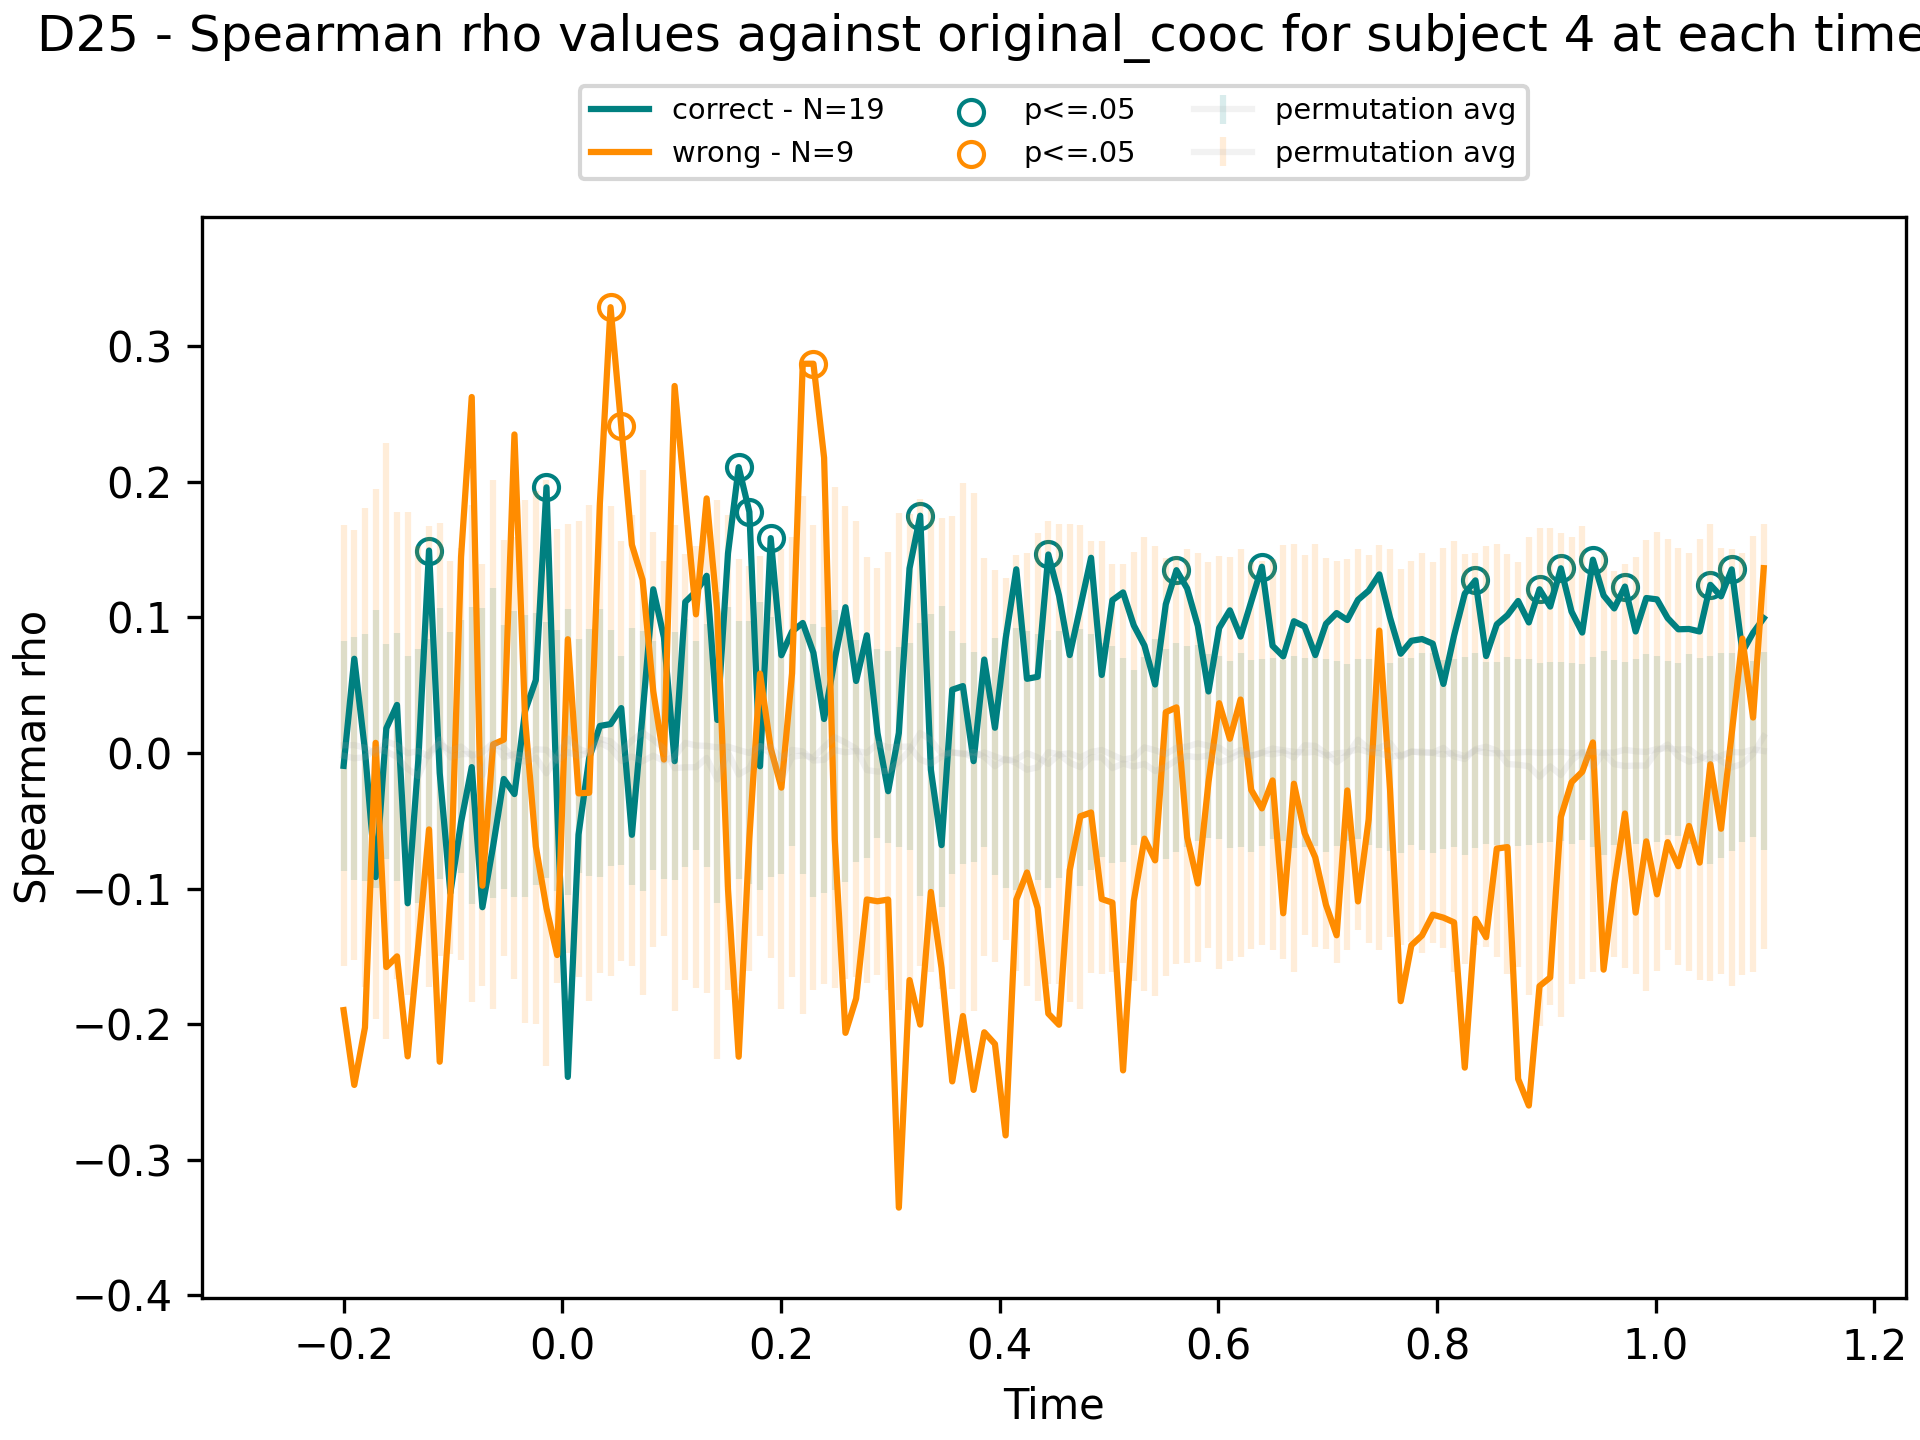 D25 - Spearman rho values against original_cooc for subject 4 at each time
correct - N=19
wrong - N=9
p<=.05
p<=.05
permutation avg
permutation avg
Spearman rho
0.3
0.2
0.1
0.0
−0.1
−0.2
−0.3
−0.4
−0.2
0.0
0.2
0.4
0.6
0.8
1.0
1.2
Time